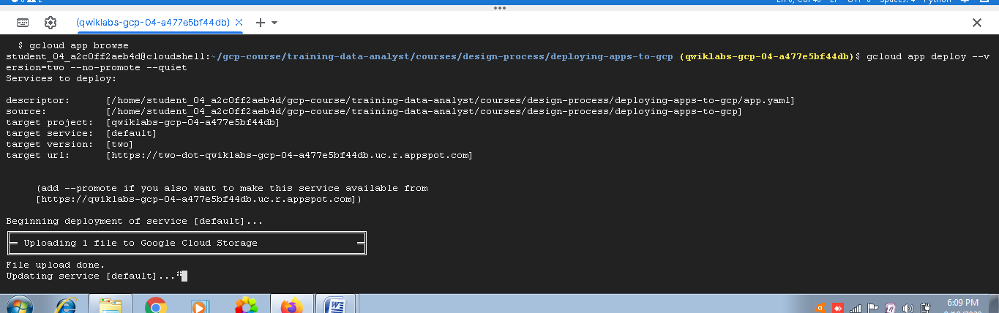 (qwiklabs-gcp-04-a477e5bf44db)
$ gcloud app browse
student_04_a2c0ff2aeb4d@cloudshell:~/gcp-course/training-data-analyst/courses/design-process/deploying-apps-to-gcp (qwiklabs-gcp-04-a477e5bf44db)$ gcloud app deploy --v
ersion=two --no-promote --quiet
Services to deploy:
descriptor: [/home/student_04_a2c0ff2aeb4d/gcp-course/training-data-analyst/courses/design-process/deploying-apps-to-gcp/app.yaml]
source: [/home/student_04_a2c0ff2aeb4d/gcp-course/training-data-analyst/courses/design-process/deploying-apps-to-gcp]
target project: [qwiklabs-gcp-04-a477e5bf44db]
target service: [default]
target version: [two]
target url: [https://two-dot-qwiklabs-gcp-04-a477e5bf44db.uc.r.appspot.com]
(add --promote if you also want to make this service available from
[https://qwiklabs-gcp-04-a477e5bf44db.uc.r.appspot.com])
Beginning deployment of service [default]...
Uploading 1 file to Google Cloud Storage
File upload done.
Updating service [default]...
6:09 PM